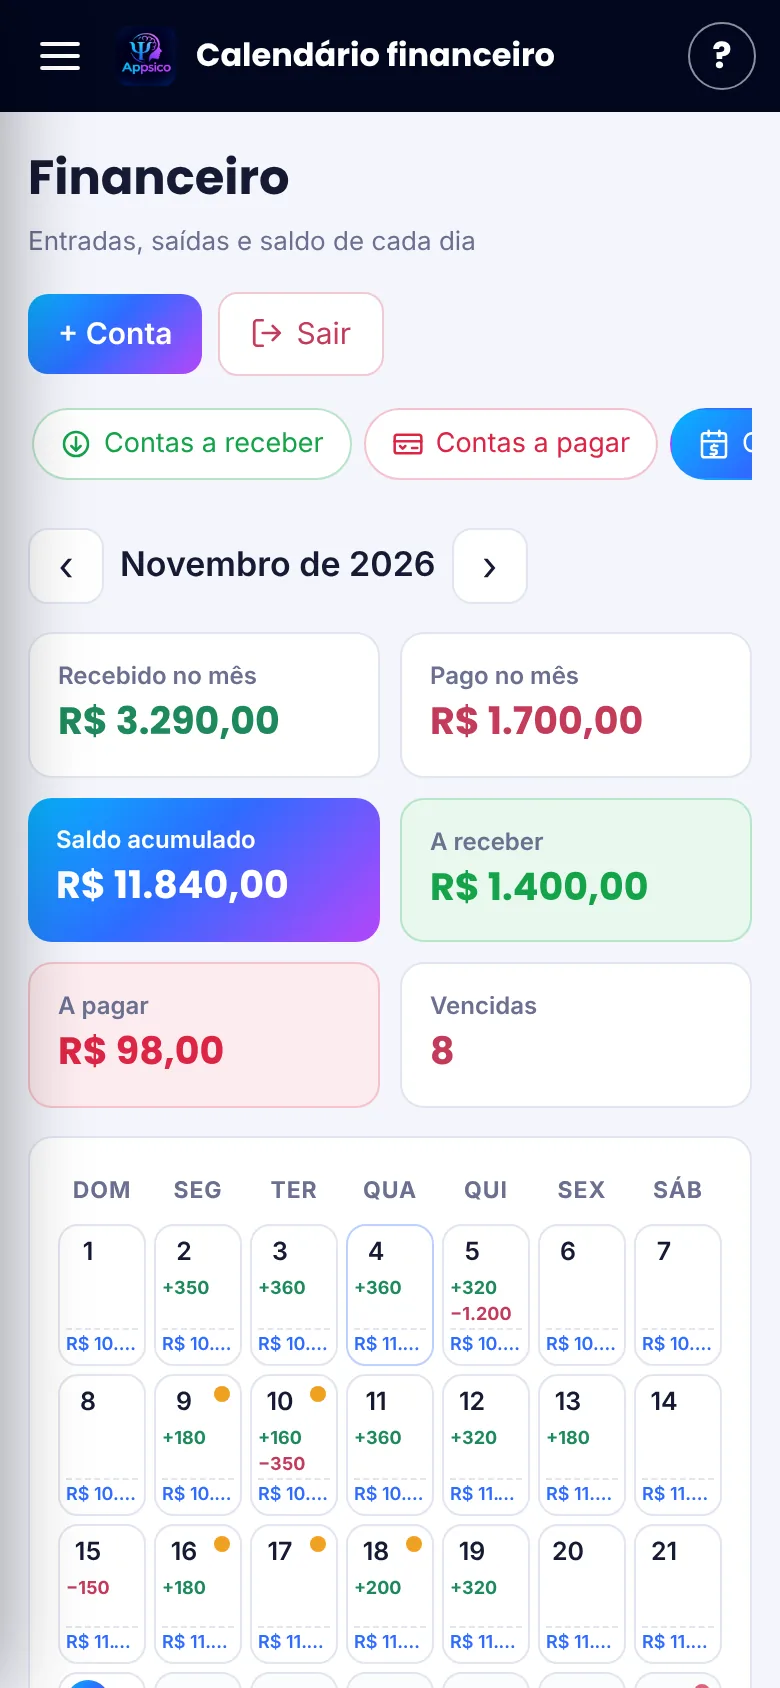 Appsico
Calendário financeiro
?
Financeiro
Entradas, saídas e saldo de cada dia
+ Conta
Sair
Contas a receber
Contas a pagar
‹
Novembro de 2026
›
Recebido no mês
R$ 3.290,00
Pago no mês
R$ 1.700,00
Saldo acumulado
R$ 11.840,00
A receber
R$ 1.400,00
A pagar
R$ 98,00
Vencidas
8
DOM SEG TER QUA QUI SEX SÁB
1 2 3 4 5 6 7
+350 +360 +360 +320
−1.200
R$ 10.... R$ 10.... R$ 10.... R$ 11.... R$ 10.... R$ 10.... R$ 10....
8 9 10 11 12 13 14
+180 +160 +360 +320 +180
−350
R$ 10.... R$ 10.... R$ 10.... R$ 10.... R$ 11.... R$ 11.... R$ 11....
15 16 17 18 19 20 21
−150 +180 +200 +320
R$ 11.... R$ 11.... R$ 11.... R$ 11.... R$ 11.... R$ 11.... R$ 11....